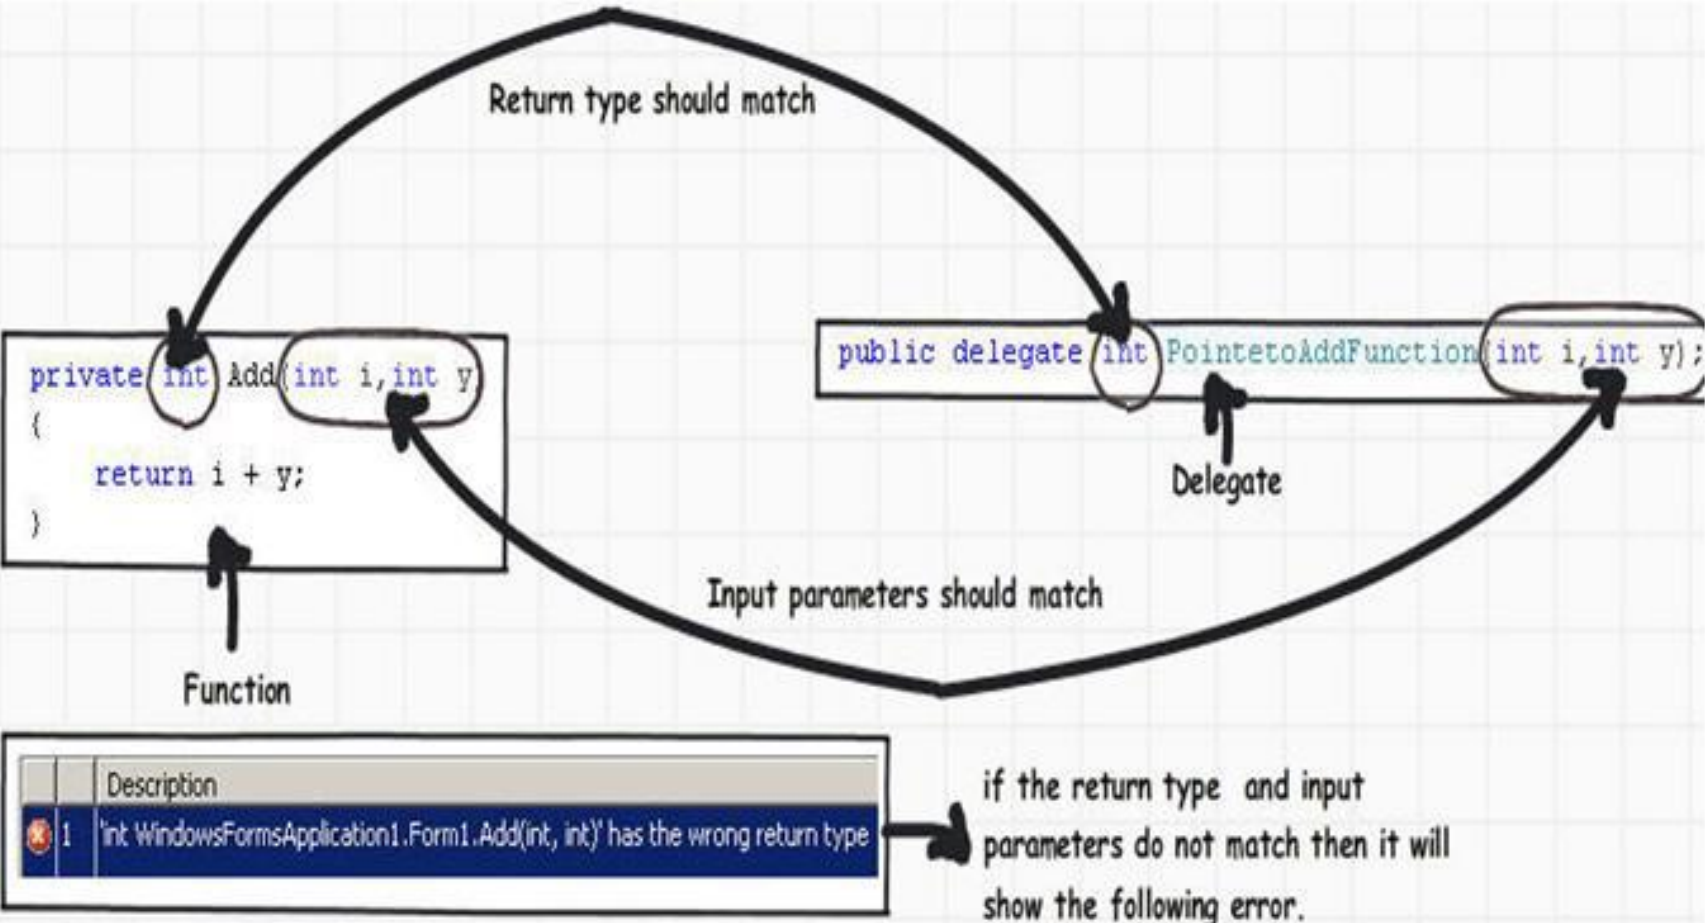 Return type should match
private int Add(int i,int y)
{
return i + y;
}
public delegate int PointetoAddFunction(int i,int y);
Delegate
Input parameters should match
Function
Description
1 'int WindowsFormsApplication1.Form1.Add(int, int)' has the wrong return type
if the return type and input
parameters do not match then it will
show the following error.